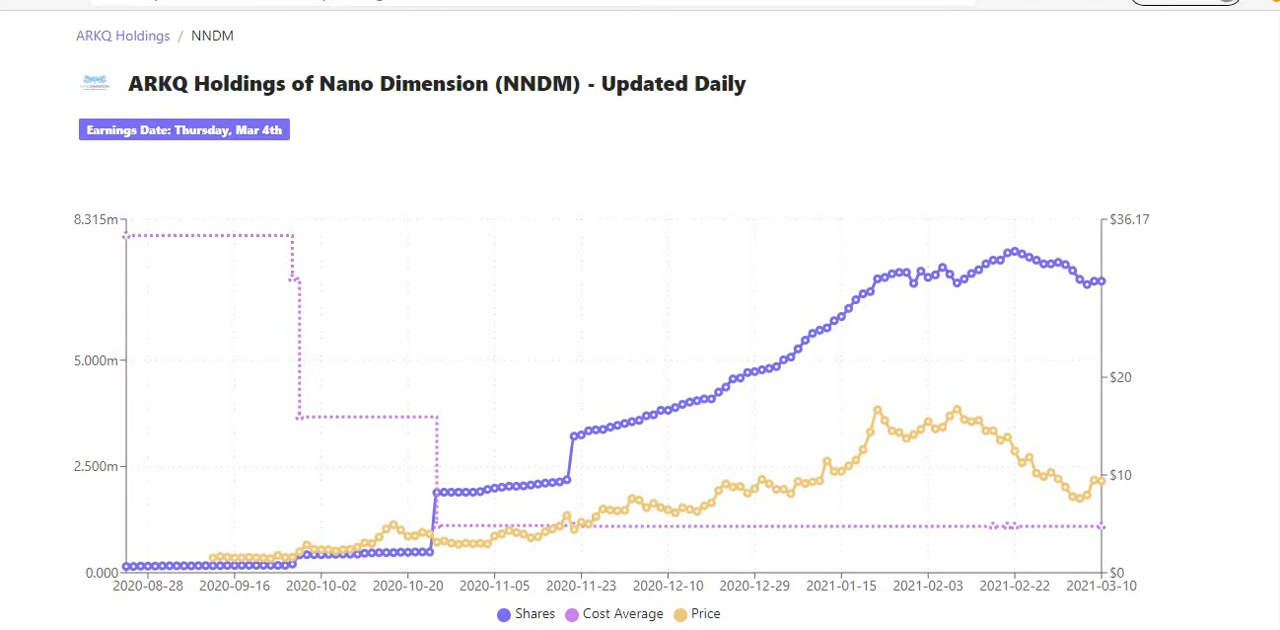 ARKQ Holdings / NNDM
ARKQ Holdings of Nano Dimension (NNDM) - Updated Daily
Earnings Date: Thursday, Mar 4th
8.315m
$36.17
5.000m
$20
2.500m
$10
0.000
$0
2020-08-28 2020-09-16 2020-10-02 2020-10-20 2020-11-05 2020-11-23 2020-12-10 2020-12-29 2021-01-15 2021-02-03 2021-02-22 2021-03-10
Shares Cost Average Price